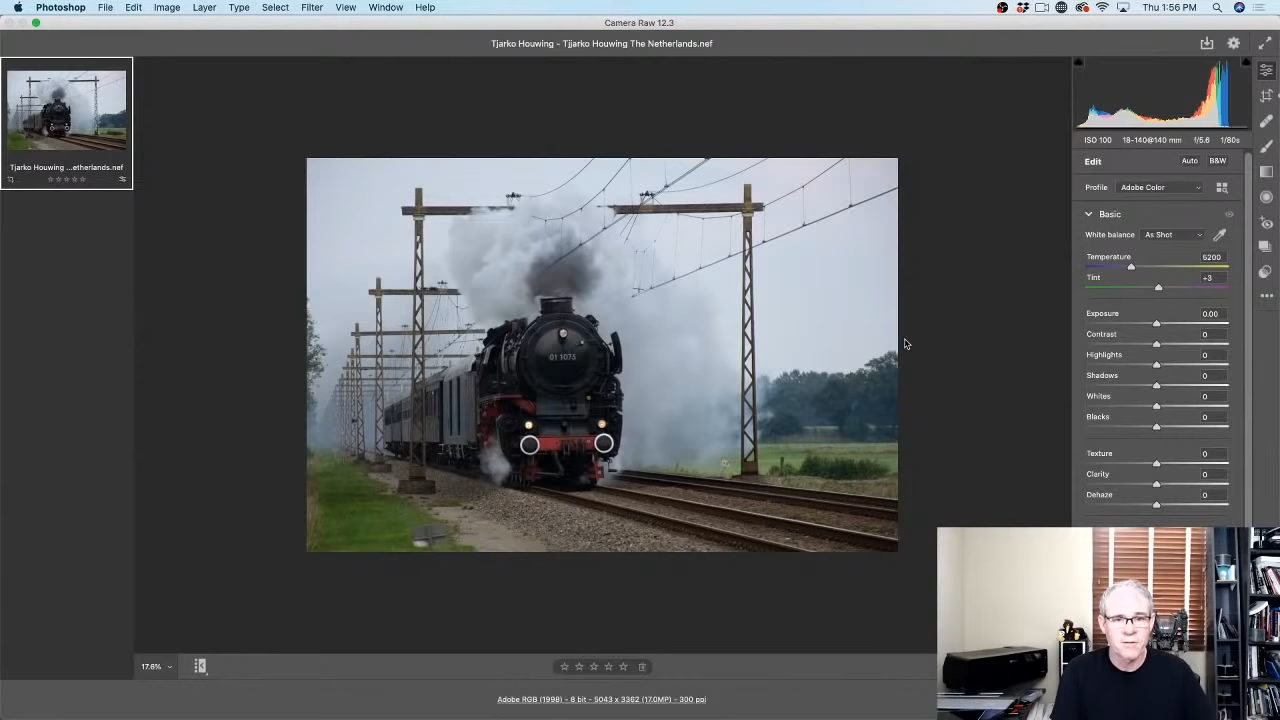 Photoshop File Edit Image Layer Type Select Filter View Window Help
Thu 1:56 PM
Camera Raw 12.3
Tjarko Houwing - Tjjarko Houwing The Netherlands.nef
Tjarko Houwing ...etherlands.nef
01 1075
ISO 100 18-140@140 mm f/5.6 1/80s
Edit Auto B&W
Profile Adobe Color
Basic
White balance As Shot
Temperature 5200
Tint +3
Exposure 0.00
Contrast 0
Highlights 0
Shadows 0
Whites 0
Blacks 0
Texture 0
Clarity 0
Dehaze 0
17.6%
Adobe RGB (1998) - 8 bit - 5043 x 3362 (17.0MP) - 300 ppi